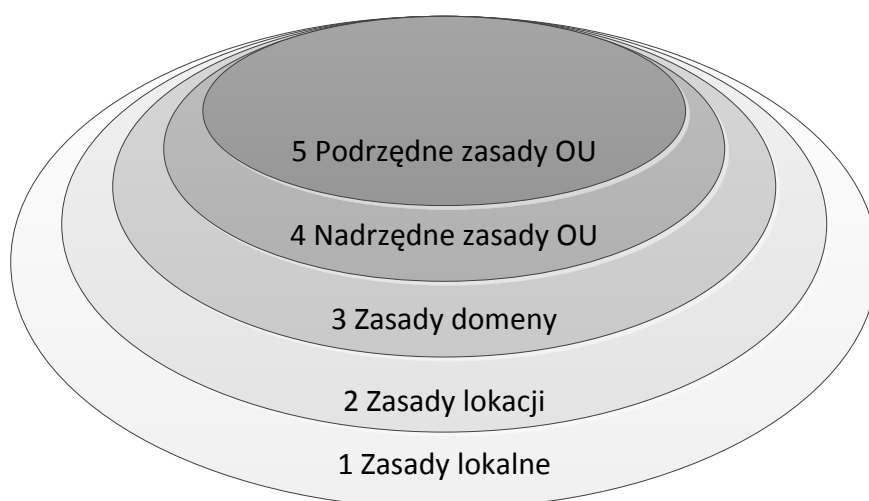 5 Podrzędne zasady OU
4 Nadrzędne zasady OU
3 Zasady domeny
2 Zasady lokacji
1 Zasady lokalne